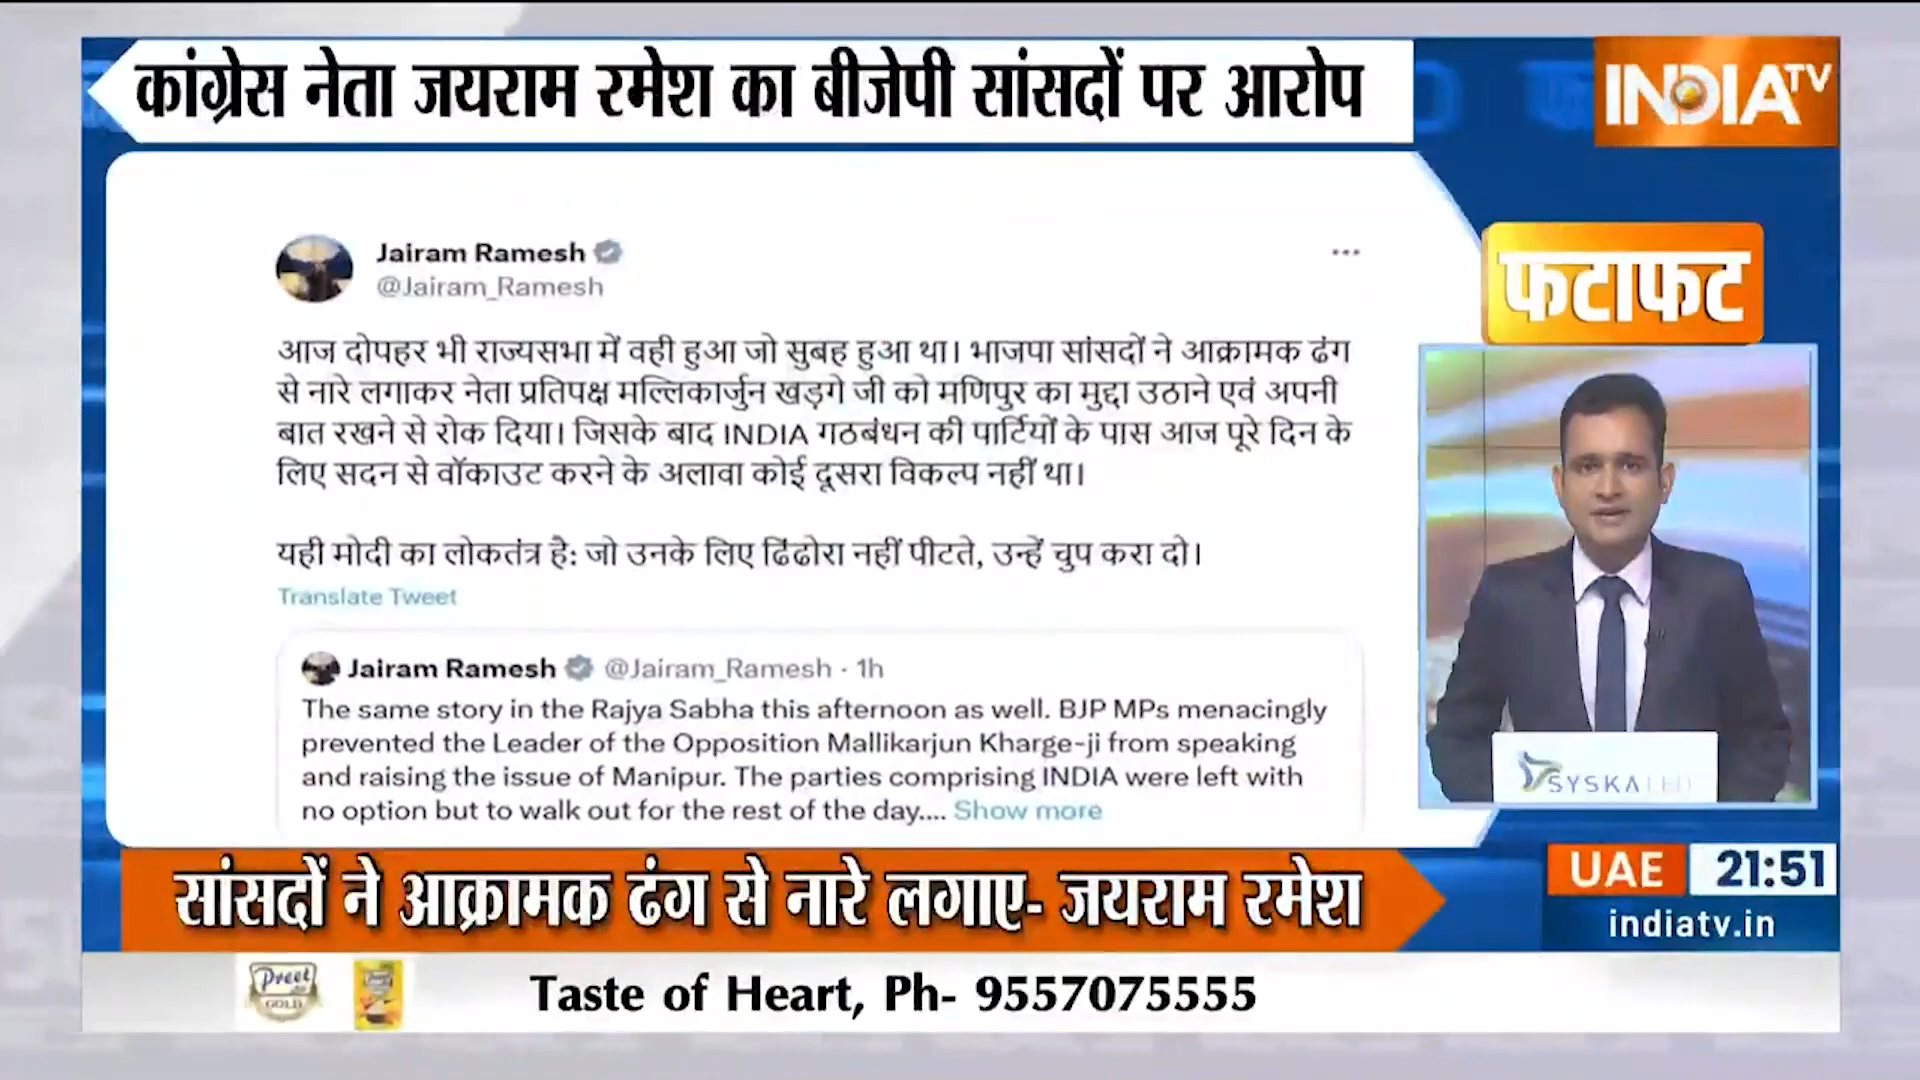 कांग्रेस नेता जयराम रमेश का बीजेपी सांसदों पर आरोप
INDIA TV
Jairam Ramesh
@Jairam_Ramesh
आज दोपहर भी राज्यसभा में वही हुआ जो सुबह हुआ था। भाजपा सांसदों ने आक्रामक ढंग
से नारे लगाकर नेता प्रतिपक्ष मल्लिकार्जुन खड़गे जी को मणिपुर का मुद्दा उठाने एवं अपनी
बात रखने से रोक दिया। जिसके बाद INDIA गठबंधन की पार्टियों के पास आज पूरे दिन के
लिए सदन से वॉकाउट करने के अलावा कोई दूसरा विकल्प नहीं था।
यही मोदी का लोकतंत्र है: जो उनके लिए ढिंढोरा नहीं पीटते, उन्हें चुप करा दो।
Translate Tweet
Jairam Ramesh @Jairam_Ramesh · 1h
The same story in the Rajya Sabha this afternoon as well. BJP MPs menacingly
prevented the Leader of the Opposition Mallikarjun Kharge-ji from speaking
and raising the issue of Manipur. The parties comprising INDIA were left with
no option but to walk out for the rest of the day.... Show more
फटाफट
SYSKA LED
सांसदों ने आक्रामक ढंग से नारे लगाए- जयराम रमेश
UAE 21:51
indiatv.in
Preet
GOLD
Taste of Heart, Ph- 9557075555